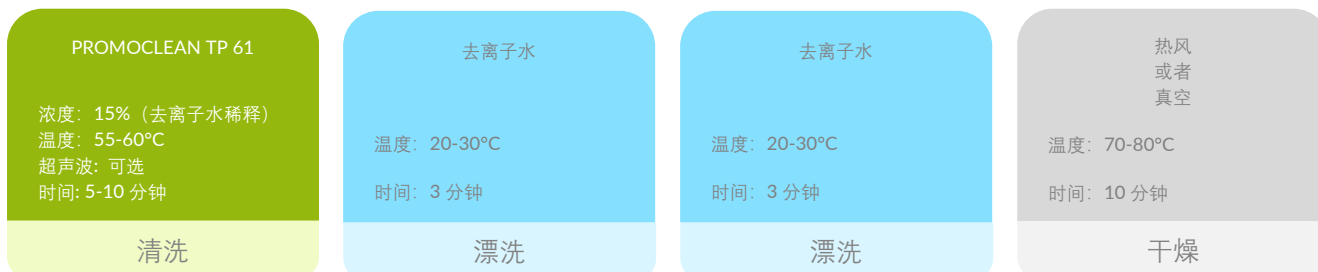 PROMOCLEAN TP 61
浓度：15%（去离子水稀释）
温度：55-60°C
超声波: 可选
时间: 5-10 分钟
清洗
去离子水
温度：20-30°C
时间：3 分钟
漂洗
去离子水
温度：20-30°C
时间：3 分钟
漂洗
热风
或者
真空
温度：70-80°C
时间：10 分钟
干燥